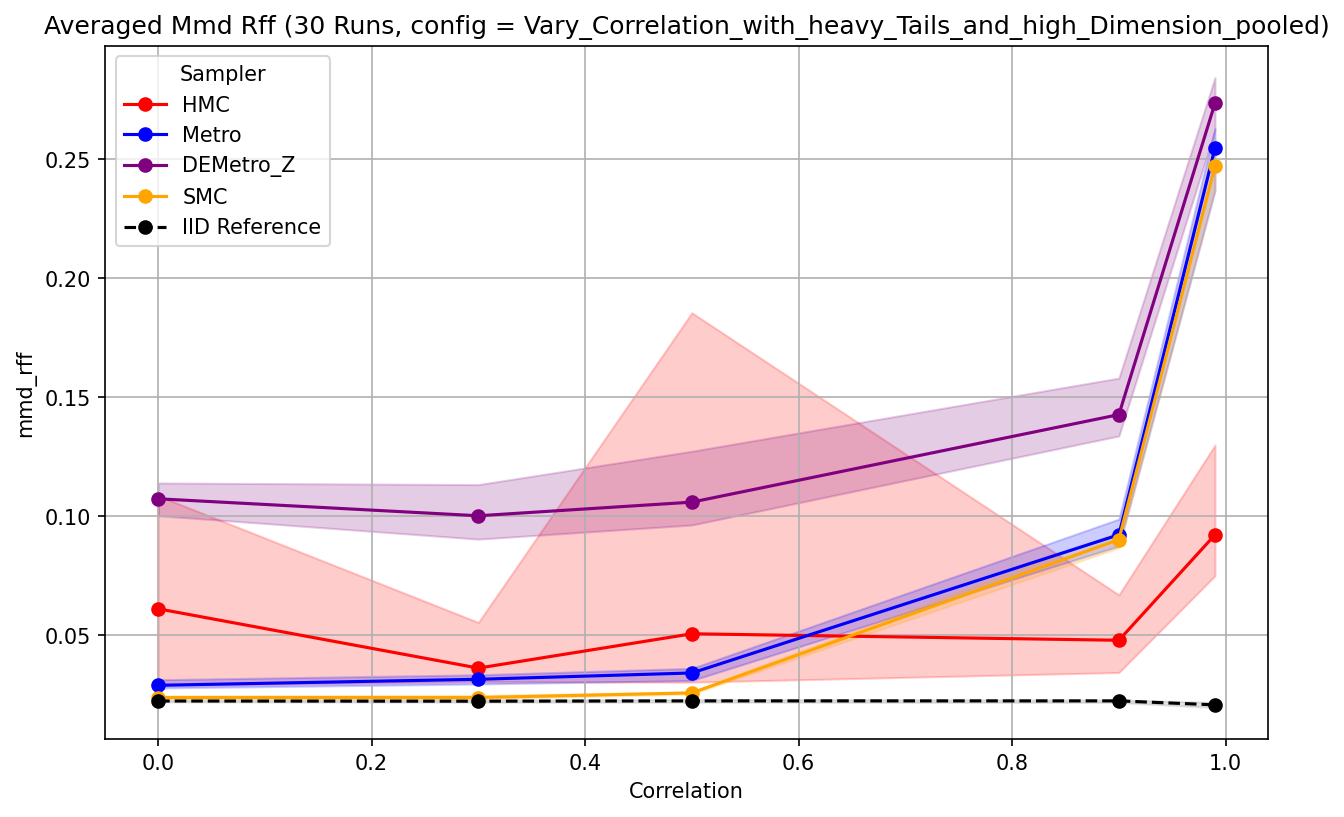 Averaged Mmd Rff (30 Runs, config = Vary_Correlation_with_heavy_Tails_and_high_Dimension_pooled)
Sampler
HMC
Metro
DEMetro_Z
SMC
IID Reference
0.25
0.20
0.15
0.10
0.05
mmd_rff
0.0 0.2 0.4 0.6 0.8 1.0
Correlation